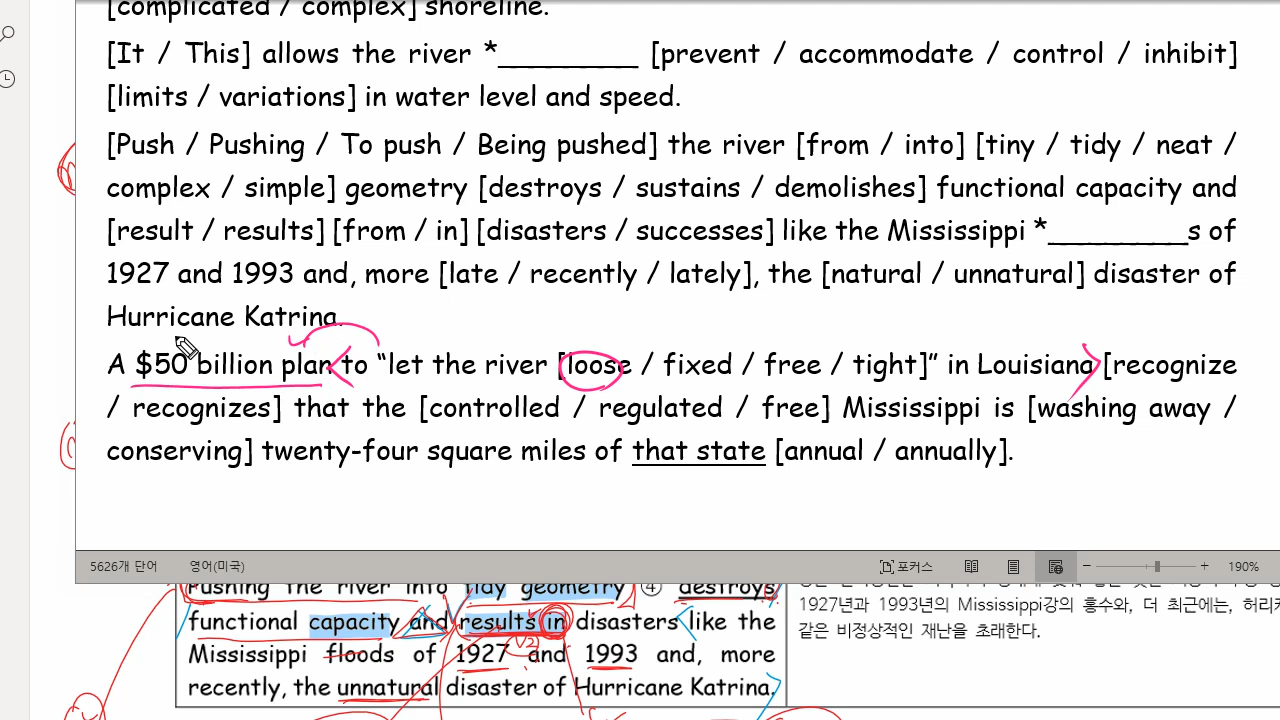 [complicated / complex] shoreline.
[It / This] allows the river *_________ [prevent / accommodate / control / inhibit]
[limits / variations] in water level and speed.
[Push / Pushing / To push / Being pushed] the river [from / into] [tiny / tidy / neat /
complex / simple] geometry [destroys / sustains / demolishes] functional capacity and
[result / results] [from / in] [disasters / successes] like the Mississippi *_________s of
1927 and 1993 and, more [late / recently / lately], the [natural / unnatural] disaster of
Hurricane Katrina.
A $50 billion plan to “let the river [loose / fixed / free / tight]” in Louisiana [recognize
/ recognizes] that the [controlled / regulated / free] Mississippi is [washing away /
conserving] twenty-four square miles of that state [annual / annually].
5626개 단어 영어(미국) 포커스 190%
Pushing the river into tidy geometry ④ destroys
functional capacity and results in disasters like the
Mississippi floods of 1927 and 1993 and, more
recently, the unnatural disaster of Hurricane Katrina.
1927년과 1993년의 Mississippi강의 홍수와, 더 최근에는, 허리케
같은 비정상적인 재난을 초래한다.